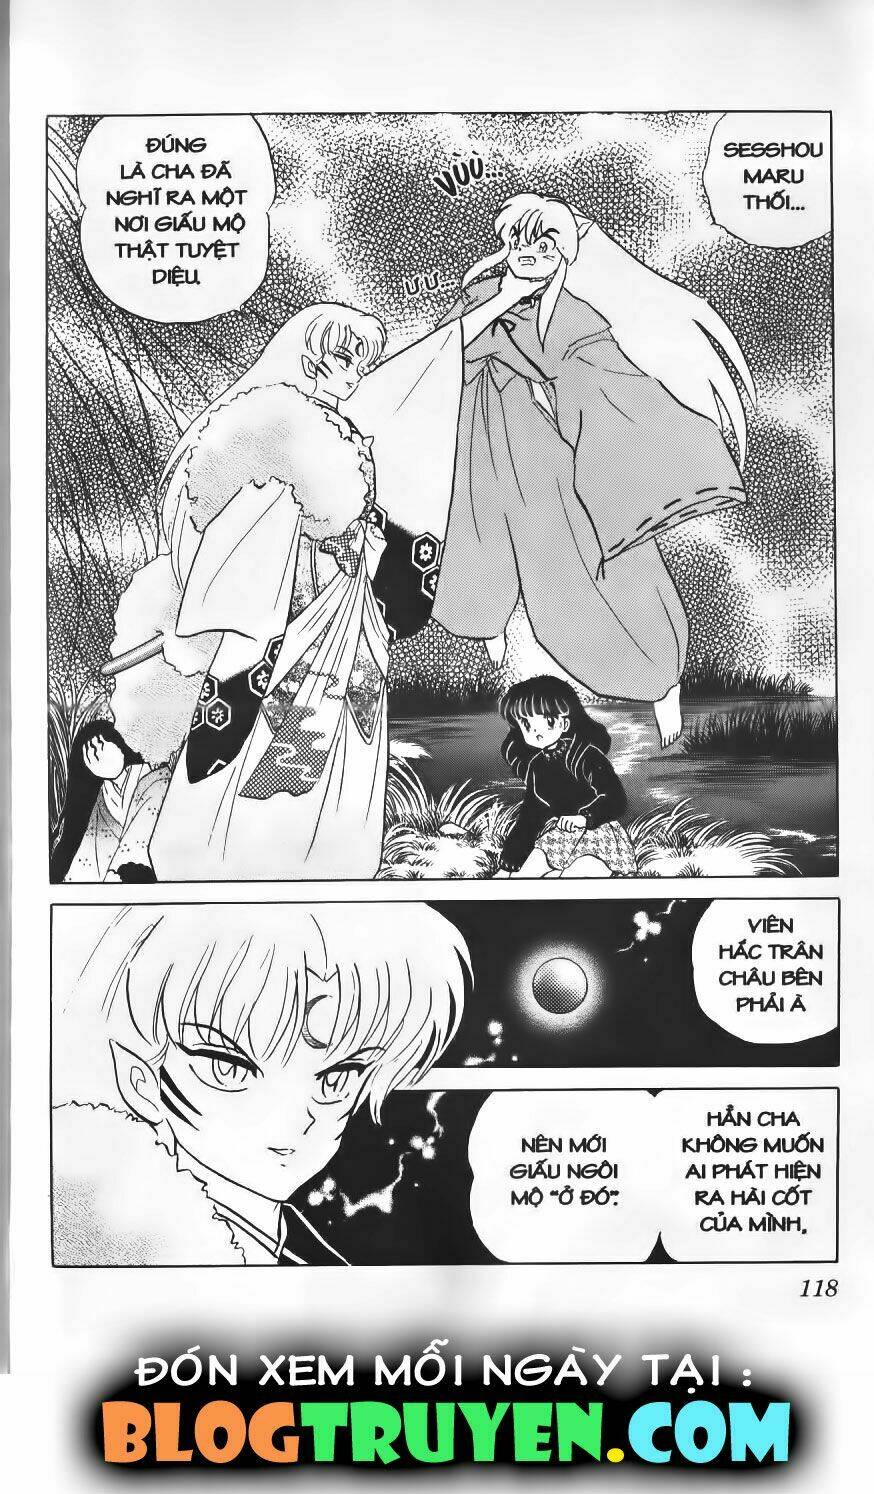 SESSHOU
MARU
THỐI...
VÙÙ...
Ư Ư...
ĐÚNG
LÀ CHA ĐÃ
NGHĨ RA MỘT
NƠI GIẤU MỘ
THẬT TUYỆT
DIỆU.
VIÊN
HẮC TRÂN
CHÂU BÊN
PHẢI À
HẲN CHA
KHÔNG MUỐN
AI PHÁT HIỆN
RA HÀI CỐT
CỦA MÌNH,
NÊN MỚI
GIẤU NGÔI
MỘ "Ở ĐÓ".
118
ĐÓN XEM MỖI NGÀY TẠI :
BLOGTRUYEN.COM